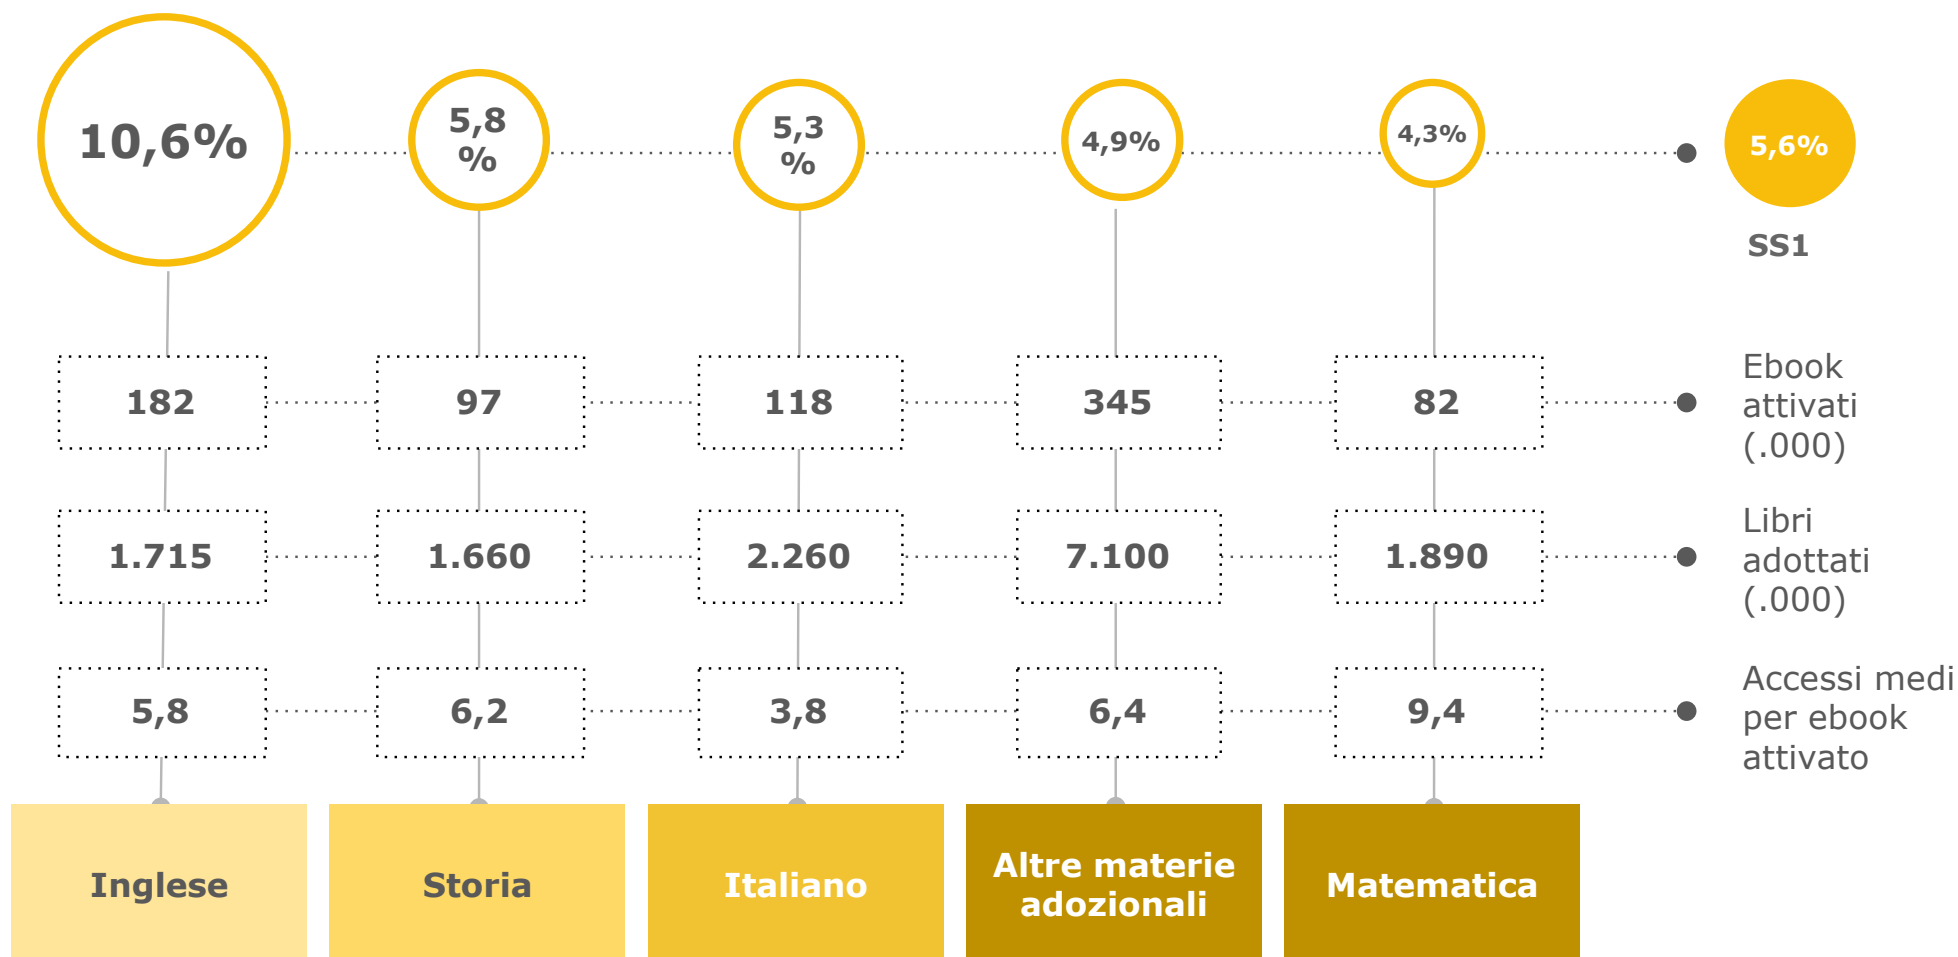 10,6%
5,8
%
5,3
%
4,9%
4,3%
5,6%
SS1
182
97
118
345
82
Ebook
attivati
(.000)
1.715
1.660
2.260
7.100
1.890
Libri
adottati
(.000)
5,8
6,2
3,8
6,4
9,4
Accessi medi
per ebook
attivato
Inglese
Storia
Italiano
Altre materie
adozionali
Matematica